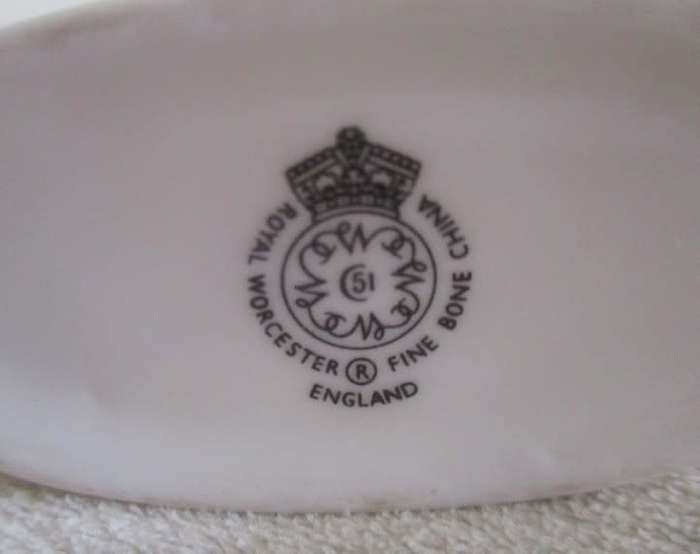 ROYAL WORCESTER ® FINE BONE CHINA
51
ENGLAND